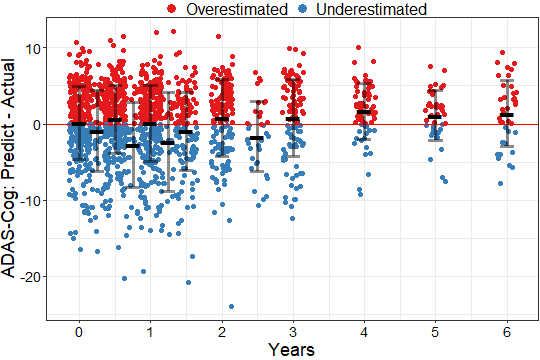 Overestimated Underestimated
ADAS-Cog: Predict - Actual
10
0
-10
-20
0 1 2 3 4 5 6
Years